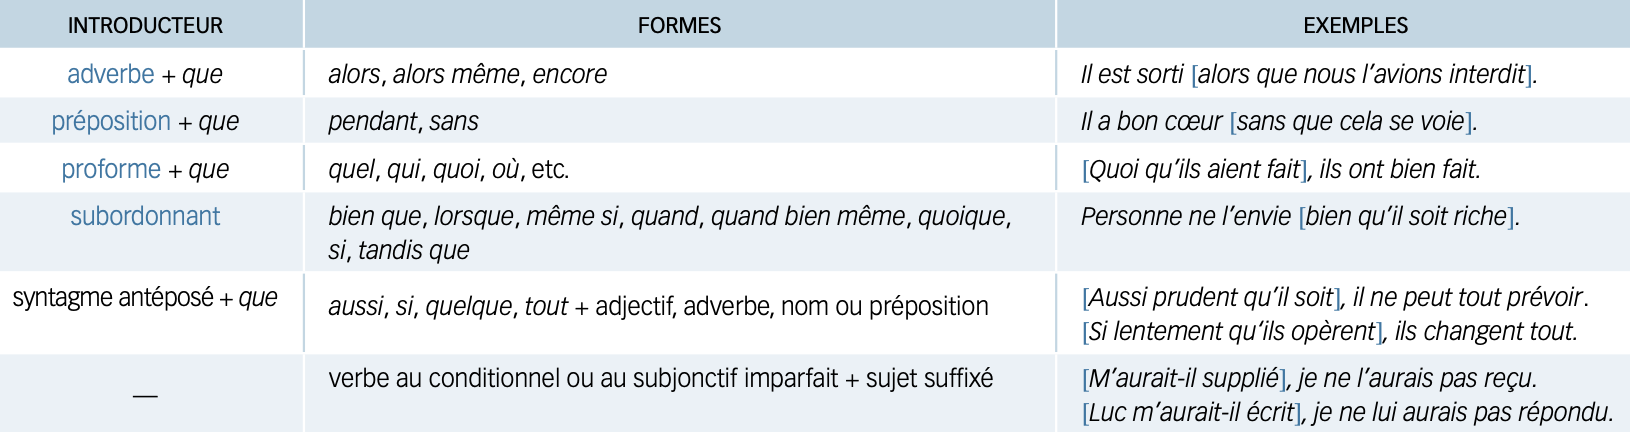 INTRODUCTEUR FORMES EXEMPLES
adverbe + que alors, alors même, encore Il est sorti [alors que nous l’avions interdit].
préposition + que pendant, sans Il a bon cœur [sans que cela se voie].
proforme + que quel, qui, quoi, où, etc. [Quoi qu’ils aient fait], ils ont bien fait.
subordonnant bien que, lorsque, même si, quand, quand bien même, quoique, Personne ne l’envie [bien qu’il soit riche].
si, tandis que
syntagme antéposé + que aussi, si, quelque, tout + adjectif, adverbe, nom ou préposition [Aussi prudent qu’il soit], il ne peut tout prévoir.
[Si lentement qu’ils opèrent], ils changent tout.
— verbe au conditionnel ou au subjonctif imparfait + sujet suffixé [M’aurait-il supplié], je ne l’aurais pas reçu.
[Luc m’aurait-il écrit], je ne lui aurais pas répondu.